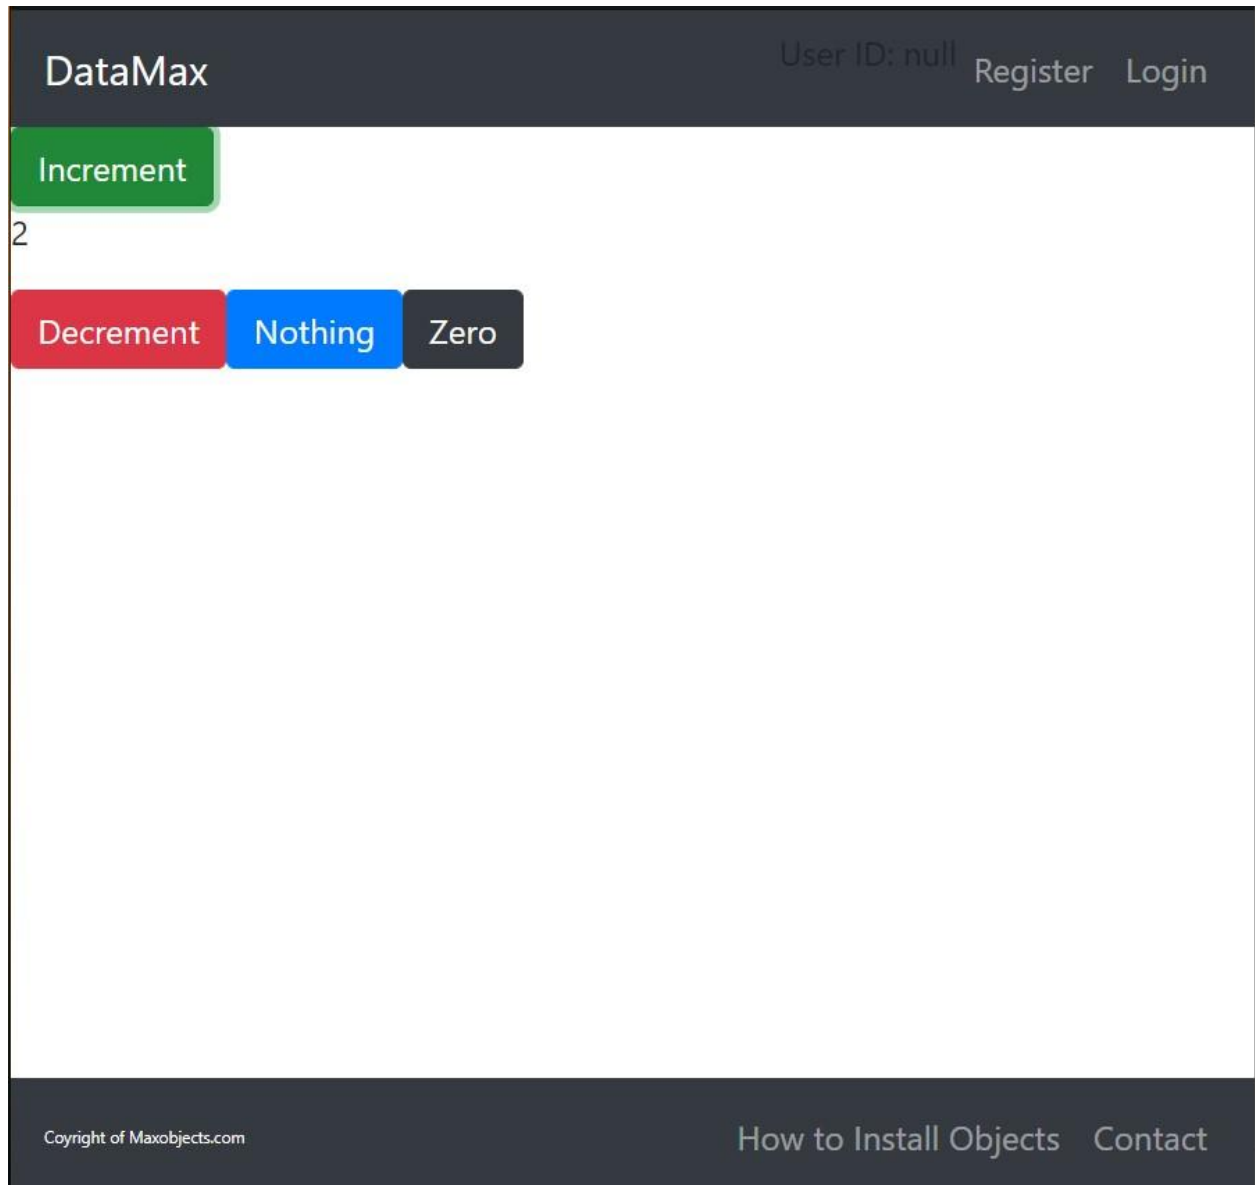 DataMax User ID: null Register Login
Increment
2
Decrement Nothing Zero
Coyright of Maxobjects.com How to Install Objects Contact